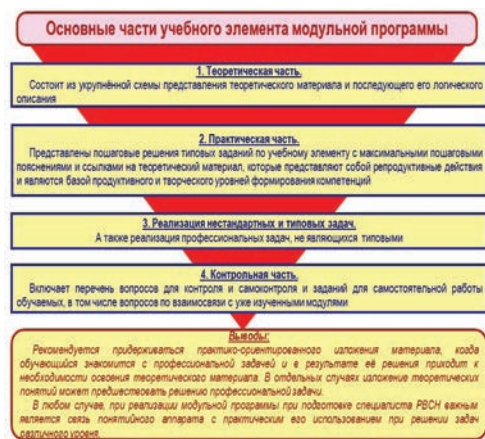 Основные части учебного элемента модульной программы
1. Теоретическая часть.
Состоит из укрупнённой схемы представления теоретического материала и последующего его логического
описания
2. Практическая часть.
Представлены пошаговые решения типовых заданий по учебному элементу с максимальными пошаговыми
пояснениями и ссылками на теоретический материал, которые представляют собой репродуктивные действия
и являются базой продуктивного и творческого уровней формирования компетенций
3. Реализация нестандартных и типовых задач.
А также реализация профессиональных задач, не являющихся типовыми
4. Контрольная часть.
Включает перечень вопросов для контроля и самоконтроля и заданий для самостоятельной работы
обучаемых, в том числе вопросов по взаимосвязи с уже изученными модулями
Выводы:
Рекомендуется придерживаться практико-ориентированного изложения материала, когда
обучающийся знакомится с профессиональной задачей и в результате её решения приходит к
необходимости освоения теоретического материала. В отдельных случаях изложение теоретических
понятий может предшествовать решению профессиональной задачи.
В любом случае, при реализации модульной программы при подготовке специалиста РВСН важным
является связь понятийного аппарата с практическим его использованием при решении задач
различного уровня.